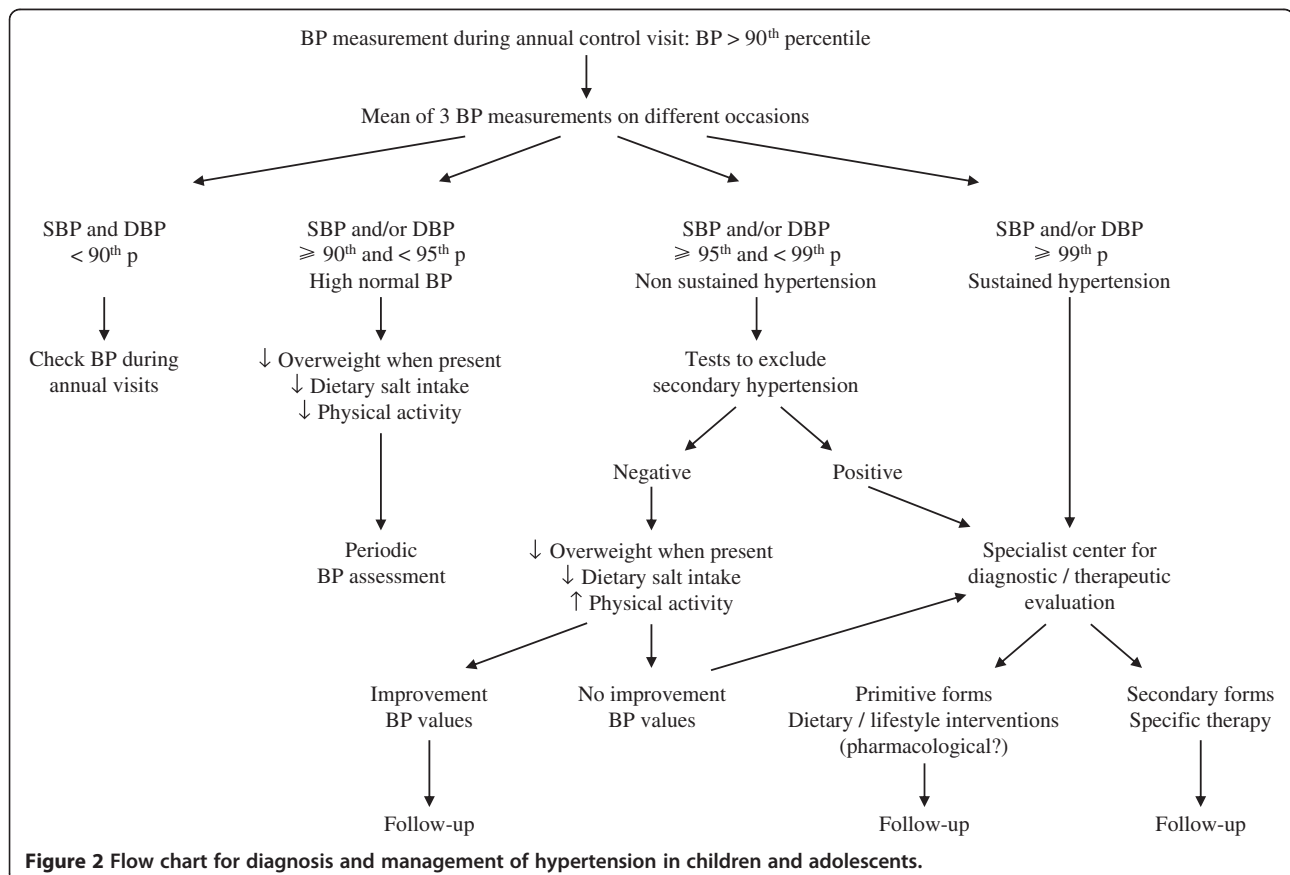 BP measurement during annual control visit: BP > 90th percentile
Mean of 3 BP measurements on different occasions
SBP and DBP
< 90th p
SBP and/or DBP
⩾ 90th and < 95th p
High normal BP
SBP and/or DBP
⩾ 95th and < 99th p
Non sustained hypertension
SBP and/or DBP
⩾ 99th p
Sustained hypertension
Check BP during
annual visits
↓ Overweight when present
↓ Dietary salt intake
↓ Physical activity
Tests to exclude
secondary hypertension
Negative
Positive
Periodic
BP assessment
↓ Overweight when present
↓ Dietary salt intake
↑ Physical activity
Specialist center for
diagnostic / therapeutic
evaluation
Improvement
BP values
No improvement
BP values
Primitive forms
Dietary / lifestyle interventions
(pharmacological?)
Secondary forms
Specific therapy
Follow-up
Follow-up
Follow-up
Figure 2 Flow chart for diagnosis and management of hypertension in children and adolescents.